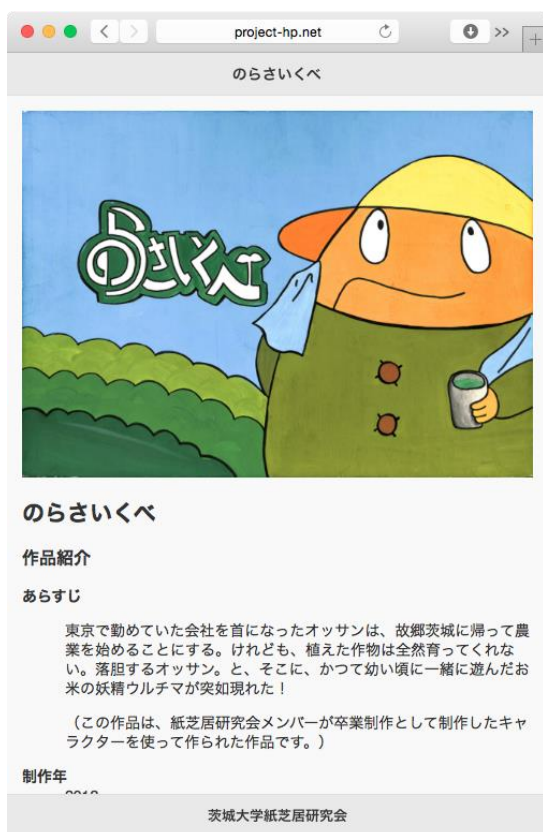 project-hp.net
のらさいくべ
のらさいくべ
のらさいくべ
作品紹介
あらすじ
東京で勤めていた会社を首になったオッサンは、故郷茨城に帰って農
業を始めることにする。けれども、植えた作物は全然育ってくれな
い。落胆するオッサン。と、そこに、かつて幼い頃に一緒に遊んだお
米の妖精ウルチマが突如現れた！
（この作品は、紙芝居研究会メンバーが卒業制作として制作したキャ
ラクターを使って作られた作品です。）
制作年
茨城大学紙芝居研究会